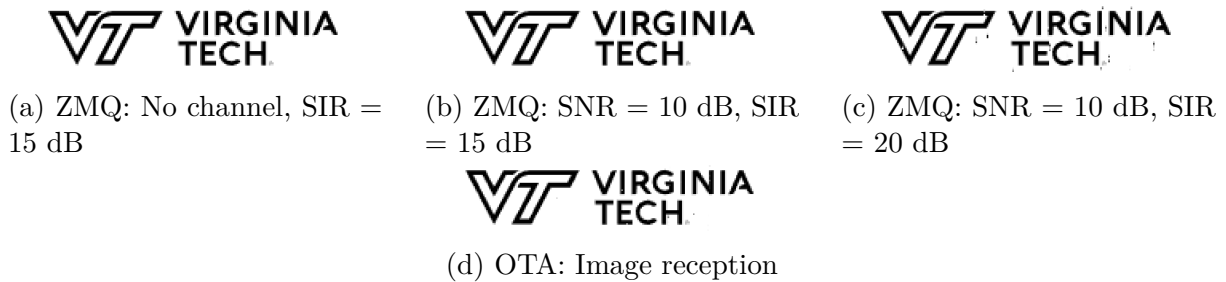 VIRGINIA
TECH.
VIRGINIA
TECH.
VIRGINIA
TECH.
(a) ZMQ: No channel, SIR =
15 dB
(b) ZMQ: SNR = 10 dB, SIR
= 15 dB
(c) ZMQ: SNR = 10 dB, SIR
= 20 dB
VIRGINIA
TECH.
(d) OTA: Image reception